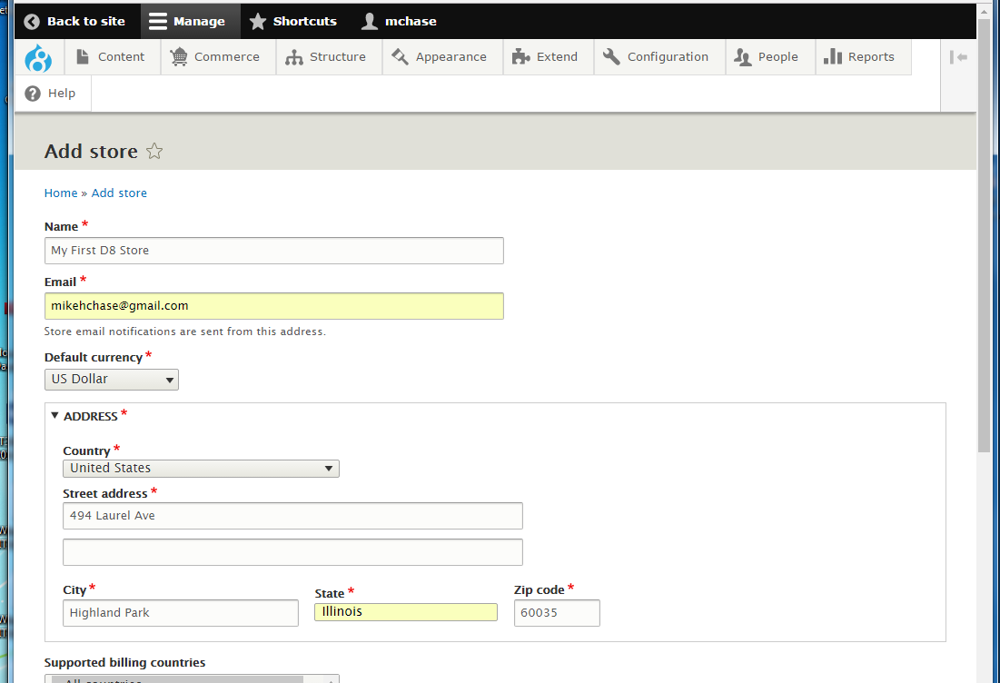 Back to site Manage Shortcuts mchase
Content Commerce Structure Appearance Extend Configuration People Reports
Help
Add store
Home » Add store
Name *
My First D8 Store
Email *
mikehchase@gmail.com
Store email notifications are sent from this address.
Default currency *
US Dollar
ADDRESS *
Country *
United States
Street address *
494 Laurel Ave
City * State * Zip code *
Highland Park Illinois 60035
Supported billing countries
All countries